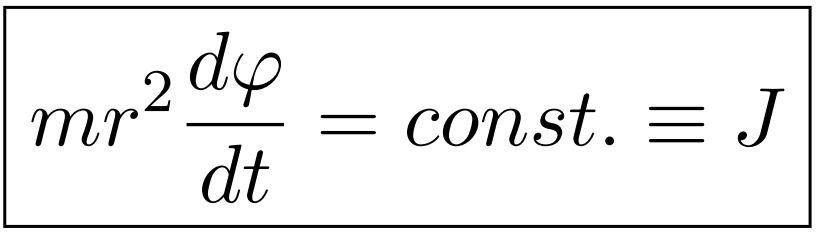 mr² dφ/dt = const. ≡ J